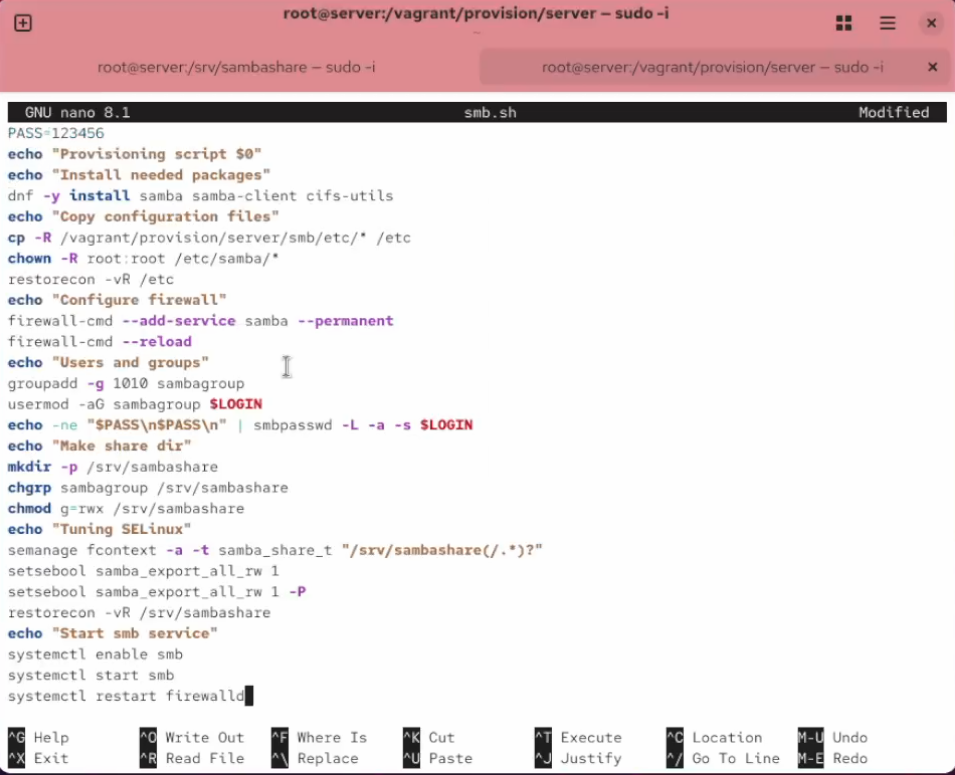 root@server:/vagrant/provision/server — sudo -i
root@server:/srv/sambashare — sudo -i
root@server:/vagrant/provision/server — sudo -i
GNU nano 8.1 smb.sh Modified
PASS=123456
echo "Provisioning script $0"
echo "Install needed packages"
dnf -y install samba samba-client cifs-utils
echo "Copy configuration files"
cp -R /vagrant/provision/server/smb/etc/* /etc
chown -R root:root /etc/samba/*
restorecon -vR /etc
echo "Configure firewall"
firewall-cmd --add-service samba --permanent
firewall-cmd --reload
echo "Users and groups"
groupadd -g 1010 sambagroup
usermod -aG sambagroup $LOGIN
echo -ne "$PASS\n$PASS\n" | smbpasswd -L -a -s $LOGIN
echo "Make share dir"
mkdir -p /srv/sambashare
chgrp sambagroup /srv/sambashare
chmod g=rwx /srv/sambashare
echo "Tuning SELinux"
semanage fcontext -a -t samba_share_t "/srv/sambashare(/.*)?"
setsebool samba_export_all_rw 1
setsebool samba_export_all_rw 1 -P
restorecon -vR /srv/sambashare
echo "Start smb service"
systemctl enable smb
systemctl start smb
systemctl restart firewalld
^G Help ^O Write Out ^F Where Is ^K Cut ^T Execute ^C Location M-U Undo
^X Exit ^R Read File ^\ Replace ^U Paste ^J Justify ^/ Go To Line M-E Redo